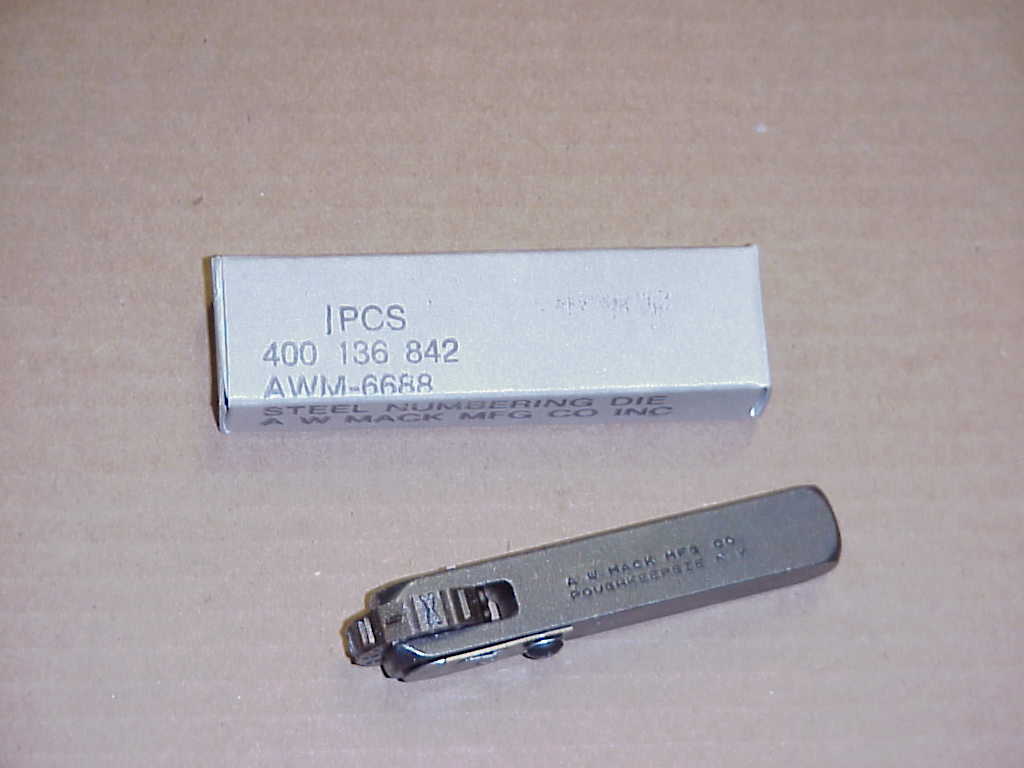 1PCS
400 136 842
AWM-6688
STEEL NUMBERING DIE
A W MACK MFG CO INC
A. W. MACK MFG CO
POUGHKEEPSIE N.Y.